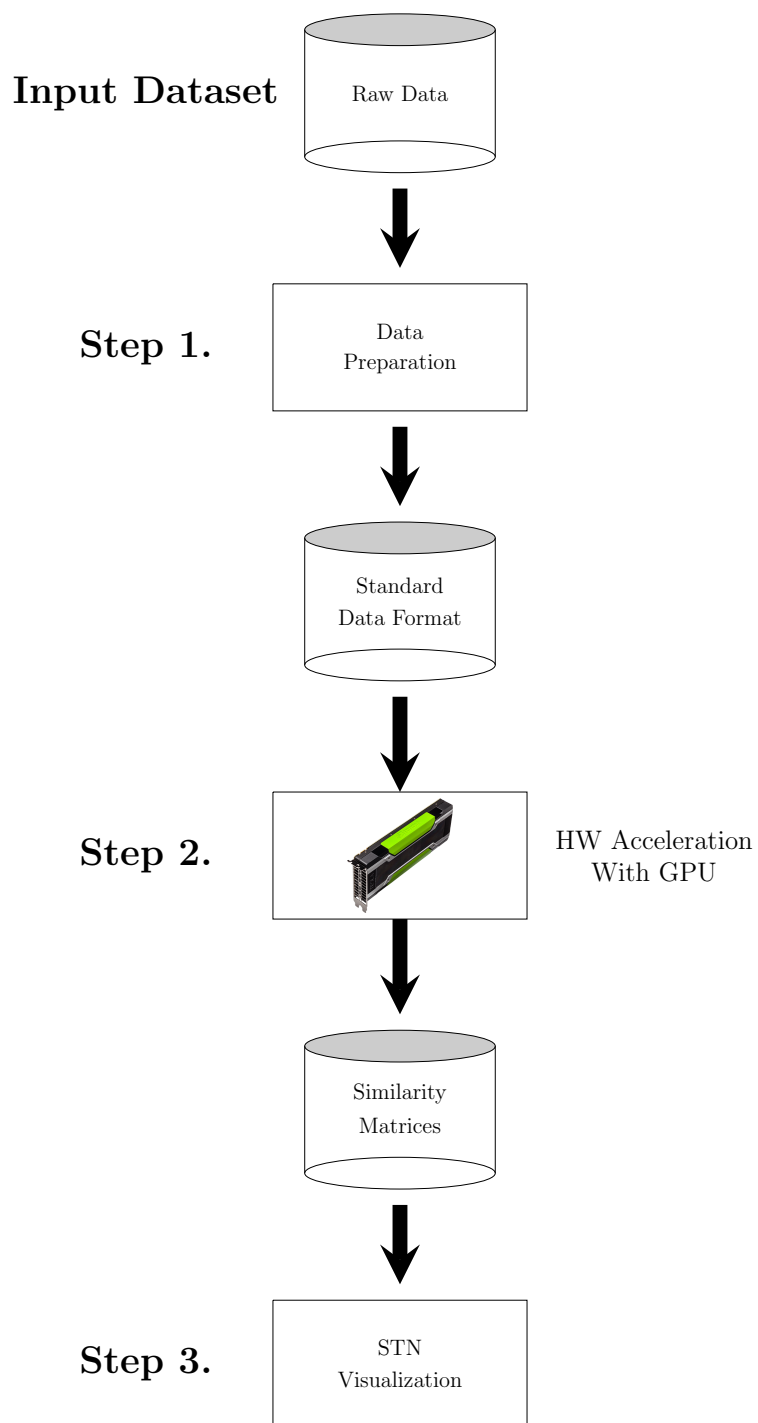 Input Dataset
Raw Data
Step 1.
Data
Preparation
Standard
Data Format
Step 2.
HW Acceleration
With GPU
Similarity
Matrices
Step 3.
STN
Visualization